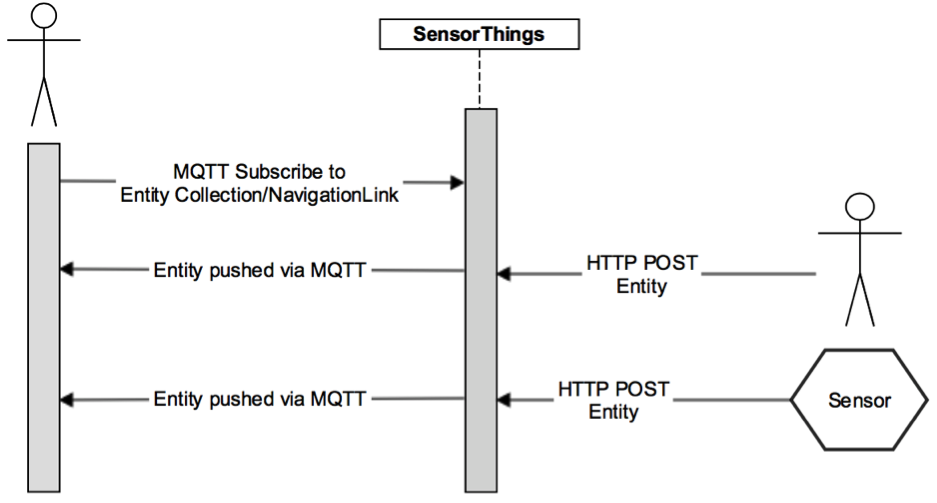 SensorThings
MQTT Subscribe to
Entity Collection/NavigationLink
Entity pushed via MQTT
HTTP POST
Entity
Entity pushed via MQTT
HTTP POST
Entity
Sensor